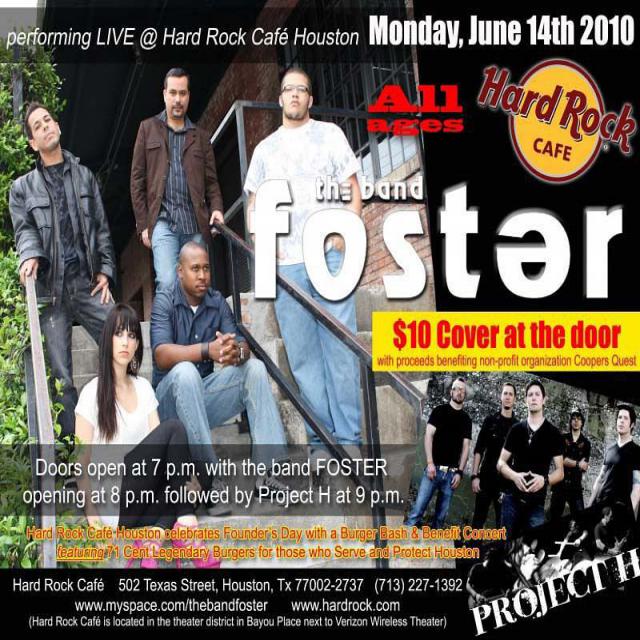 performing LIVE @ Hard Rock Café Houston
Monday, June 14th 2010
All
ages
Hard Rock
CAFE
the band
foster
$10 Cover at the door
with proceeds benefiting non-profit organization Coopers Quest
Doors open at 7 p.m. with the band FOSTER
opening at 8 p.m. followed by Project H at 9 p.m.
Hard Rock Café Houston celebrates Founder's Day with a Burger Bash & Benefit Concert
featuring 71 Cent Legendary Burgers for those who Serve and Protect Houston
PROJECT H
Hard Rock Café 502 Texas Street, Houston, Tx 77002-2737 (713) 227-1392
www.myspace.com/thebandfoster www.hardrock.com
(Hard Rock Café is located in the theater district in Bayou Place next to Verizon Wireless Theater)